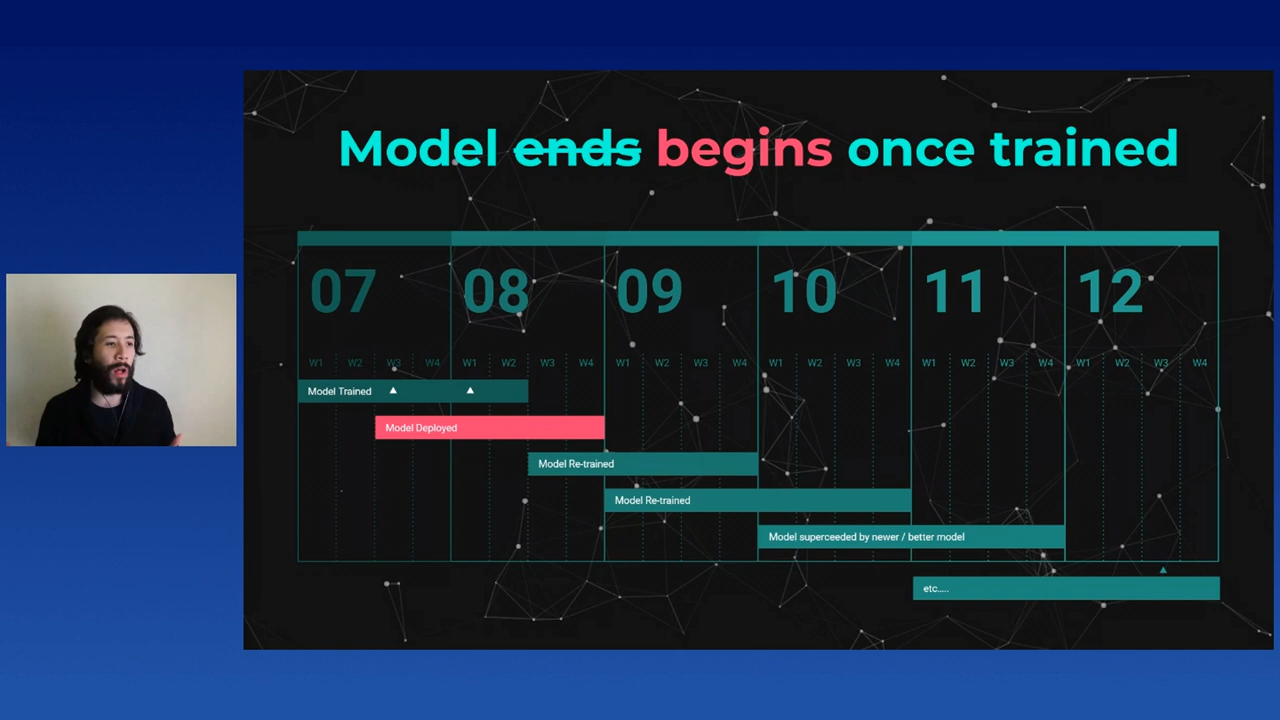 Model ends begins once trained
07 08 09 10 11 12
W1 W2 W3 W4 W1 W2 W3 W4 W1 W2 W3 W4 W1 W2 W3 W4 W1 W2 W3 W4 W1 W2 W3 W4
Model Trained
Model Deployed
Model Re-trained
Model Re-trained
Model superceeded by newer / better model
etc.....